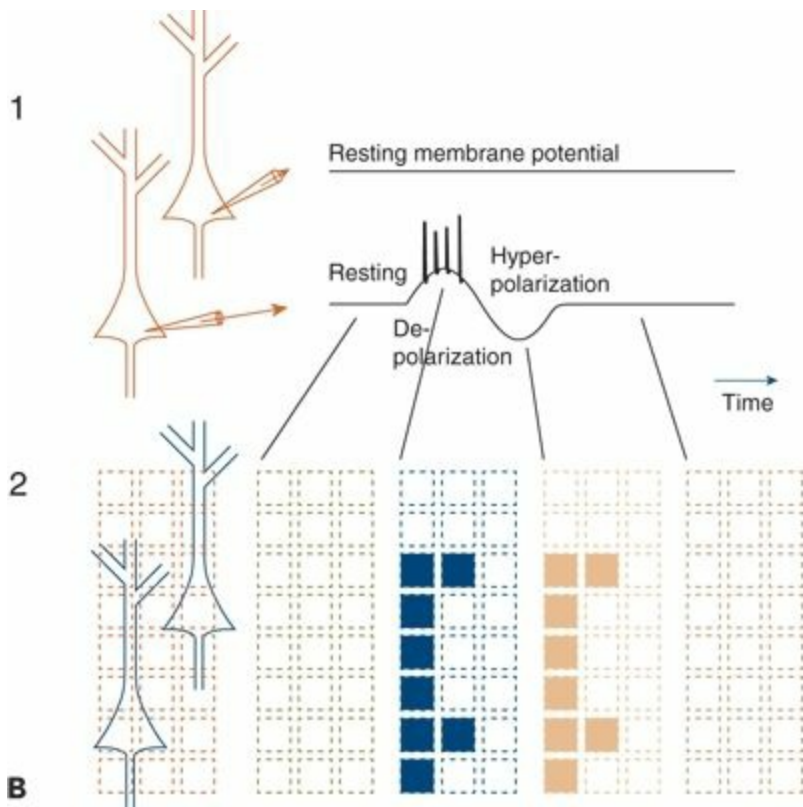 1
Resting membrane potential
Resting
Hyper-
polarization
De-
polarization
Time
2
B